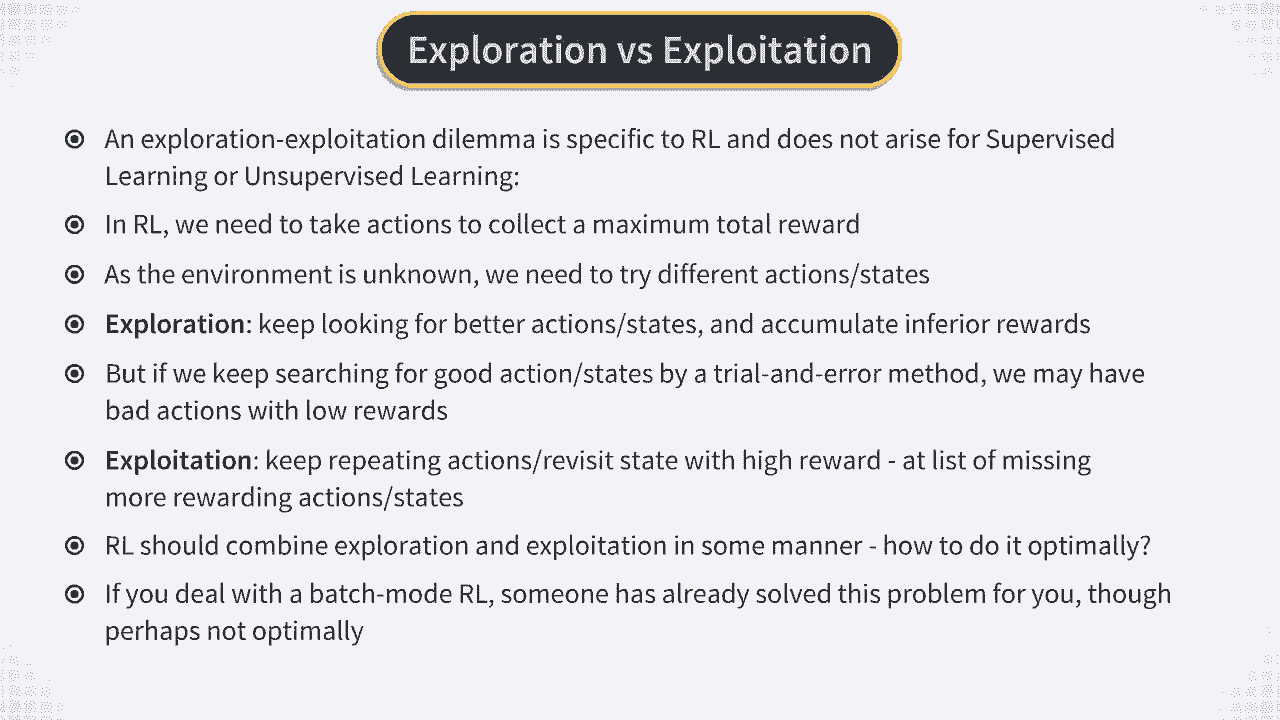 Exploration vs Exploitation
An exploration-exploitation dilemma is specific to RL and does not arise for Supervised
Learning or Unsupervised Learning:
In RL, we need to take actions to collect a maximum total reward
As the environment is unknown, we need to try different actions/states
Exploration: keep looking for better actions/states, and accumulate inferior rewards
But if we keep searching for good action/states by a trial-and-error method, we may have
bad actions with low rewards
Exploitation: keep repeating actions/revisit state with high reward - at list of missing
more rewarding actions/states
RL should combine exploration and exploitation in some manner - how to do it optimally?
If you deal with a batch-mode RL, someone has already solved this problem for you, though
perhaps not optimally